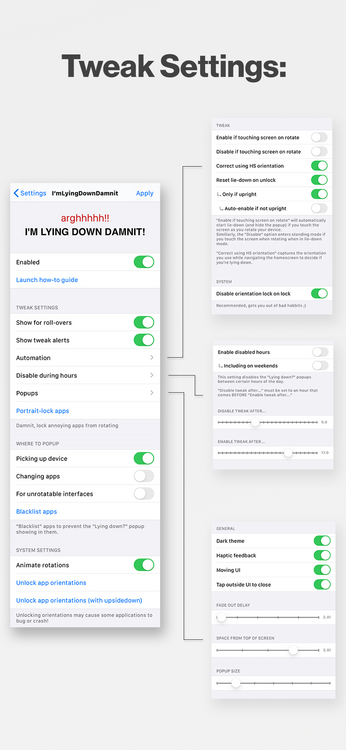 Tweak Settings:
Settings I'mLyingDownDamnit Apply
arghhhhh!!
I'M LYING DOWN DAMNIT!
Enabled
Launch how-to guide
TWEAK SETTINGS
Show for roll-overs
Show tweak alerts
Automation
Disable during hours
Popups
Portrait-lock apps
Damnit, lock annoying apps from rotating
WHERE TO POPUP
Picking up device
Changing apps
For unrotatable interfaces
Blacklist apps
"Blacklist" apps to prevent the "Lying down?" popup
showing in them.
SYSTEM SETTINGS
Animate rotations
Unlock app orientations
Unlock app orientations (with upsidedown)
Unlocking orientations may cause some applications to
bug or crash!
TWEAK
Enable if touching screen on rotate
Disable if touching screen on rotate
Correct using HS orientation
Reset lie-down on unlock
Only if upright
Auto-enable if not upright
"Enable if touching screen on rotate" will automatically
start lie-down (and hide the popup) if you touch the
screen as you rotate your device.
Similarly, the "Disable" option enters standing mode if
you touch the screen when rotating when in lie-down
mode.
"Correct using HS orientation" captures the orientation
you use while navigating the homescreen to decide if
you're lying down.
SYSTEM
Disable orientation lock on lock
Recommended, gets you out of bad habits ;)
Enable disabled hours
Including on weekends
This setting disables the "Lying down?" popups
between certain hours of the day.
"Disable tweak after..." must be set to an hour that
comes BEFORE "Enable tweak after..."
DISABLE TWEAK AFTER...
ENABLE TWEAK AFTER...
17.0
GENERAL
Dark theme
Haptic feedback
Moving UI
Tap outside UI to close
FADE OUT DELAY
SPACE FROM TOP OF SCREEN
POPUP SIZE